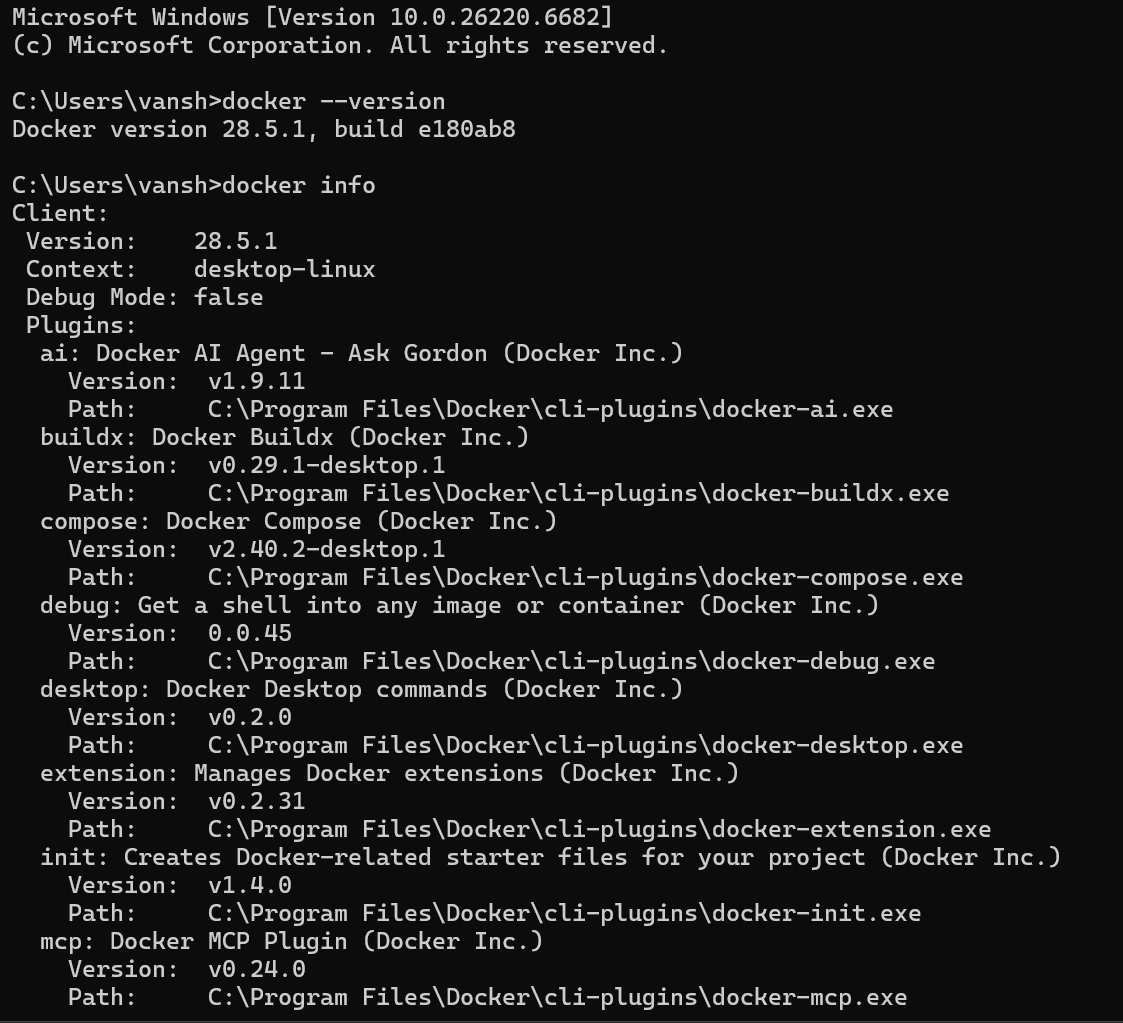 Microsoft Windows [Version 10.0.26220.6682]
(c) Microsoft Corporation. All rights reserved.

C:\Users\vansh>docker --version
Docker version 28.5.1, build e180ab8

C:\Users\vansh>docker info
Client:
 Version:    28.5.1
 Context:    desktop-linux
 Debug Mode: false
 Plugins:
  ai: Docker AI Agent - Ask Gordon (Docker Inc.)
    Version:  v1.9.11
    Path:     C:\Program Files\Docker\cli-plugins\docker-ai.exe
  buildx: Docker Buildx (Docker Inc.)
    Version:  v0.29.1-desktop.1
    Path:     C:\Program Files\Docker\cli-plugins\docker-buildx.exe
  compose: Docker Compose (Docker Inc.)
    Version:  v2.40.2-desktop.1
    Path:     C:\Program Files\Docker\cli-plugins\docker-compose.exe
  debug: Get a shell into any image or container (Docker Inc.)
    Version:  0.0.45
    Path:     C:\Program Files\Docker\cli-plugins\docker-debug.exe
  desktop: Docker Desktop commands (Docker Inc.)
    Version:  v0.2.0
    Path:     C:\Program Files\Docker\cli-plugins\docker-desktop.exe
  extension: Manages Docker extensions (Docker Inc.)
    Version:  v0.2.31
    Path:     C:\Program Files\Docker\cli-plugins\docker-extension.exe
  init: Creates Docker-related starter files for your project (Docker Inc.)
    Version:  v1.4.0
    Path:     C:\Program Files\Docker\cli-plugins\docker-init.exe
  mcp: Docker MCP Plugin (Docker Inc.)
    Version:  v0.24.0
    Path:     C:\Program Files\Docker\cli-plugins\docker-mcp.exe